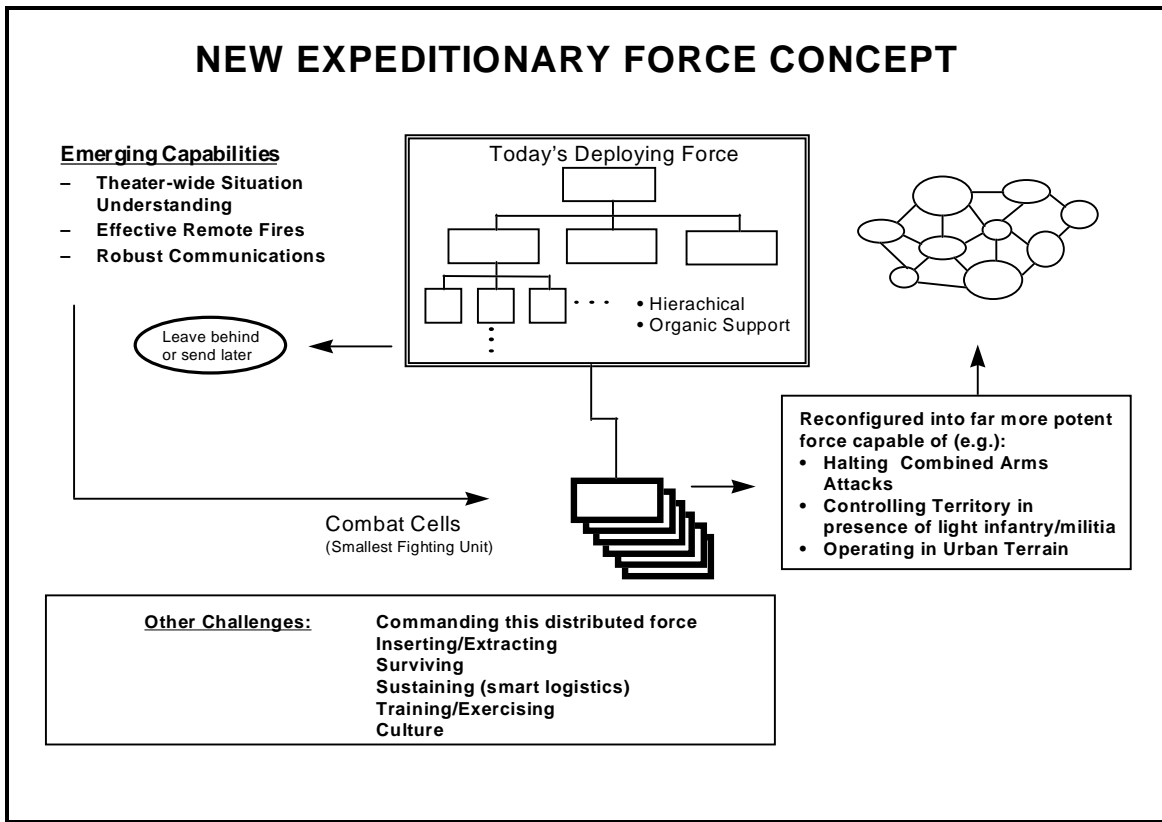 NEW EXPEDITIONARY FORCE CONCEPT
Emerging Capabilities
– Theater-wide Situation
Understanding
– Effective Remote Fires
– Robust Communications
Today's Deploying Force
• Hierachical
• Organic Support
Leave behind
or send later
Combat Cells
(Smallest Fighting Unit)
Reconfigured into far more potent
force capable of (e.g.):
• Halting Combined Arms
Attacks
• Controlling Territory in
presence of light infantry/militia
• Operating in Urban Terrain
Other Challenges: Commanding this distributed force
Inserting/Extracting
Surviving
Sustaining (smart logistics)
Training/Exercising
Culture